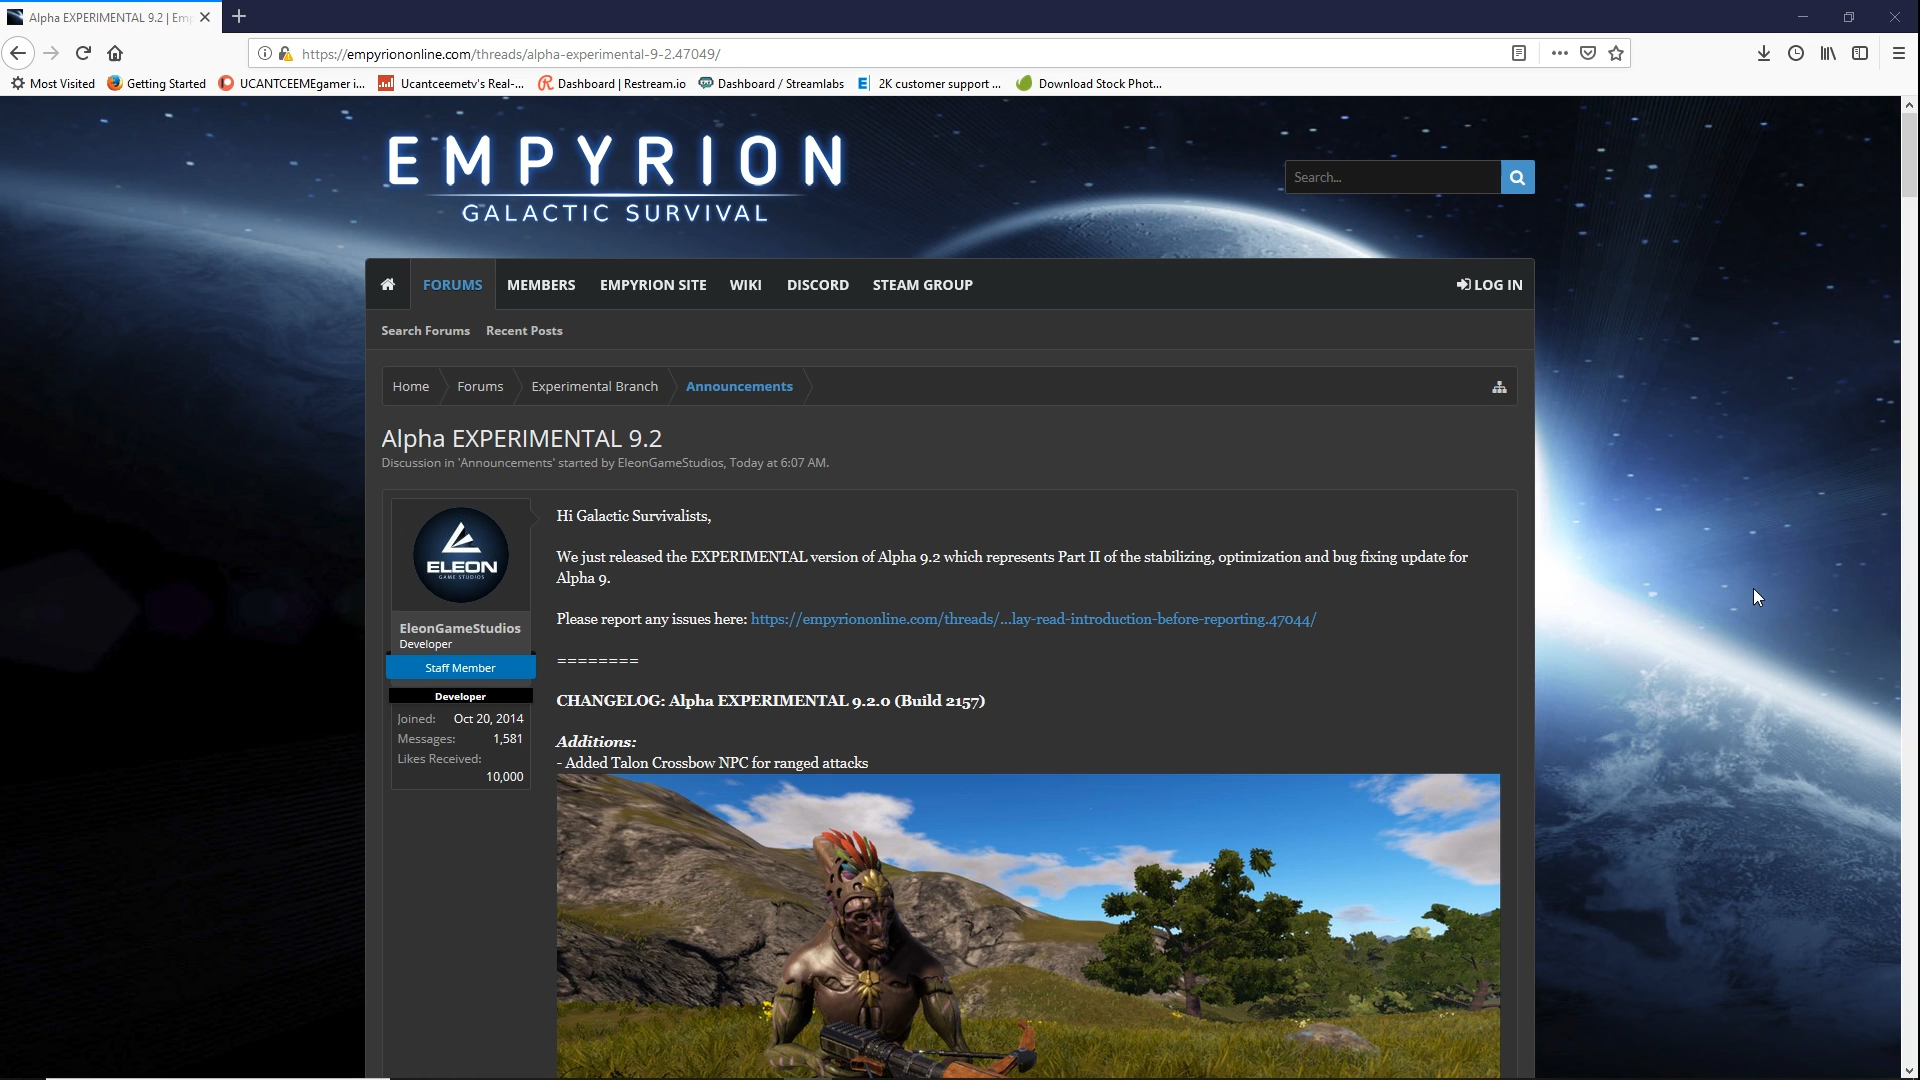 Alpha EXPERIMENTAL 9.2 | Em
https://empyriononline.com/threads/alpha-experimental-9-2.47049/
Most Visited Getting Started UCANTCEEMEgamer i... Ucantceemetv's Real-... Dashboard | Restream.io Dashboard / Streamlabs 2K customer support ... Download Stock Phot...
EMPYRION
GALACTIC SURVIVAL
Search...
FORUMS MEMBERS EMPYRION SITE WIKI DISCORD STEAM GROUP LOG IN
Search Forums Recent Posts
Home Forums Experimental Branch Announcements
Alpha EXPERIMENTAL 9.2
Discussion in 'Announcements' started by EleonGameStudios, Today at 6:07 AM.
ELEON
GAME STUDIOS
EleonGameStudios
Developer
Staff Member
Developer
Joined: Oct 20, 2014
Messages: 1,581
Likes Received:
10,000
Hi Galactic Survivalists,
We just released the EXPERIMENTAL version of Alpha 9.2 which represents Part II of the stabilizing, optimization and bug fixing update for
Alpha 9.
Please report any issues here: https://empyriononline.com/threads/...lay-read-introduction-before-reporting.47044/
========
CHANGELOG: Alpha EXPERIMENTAL 9.2.0 (Build 2157)
Additions:
- Added Talon Crossbow NPC for ranged attacks